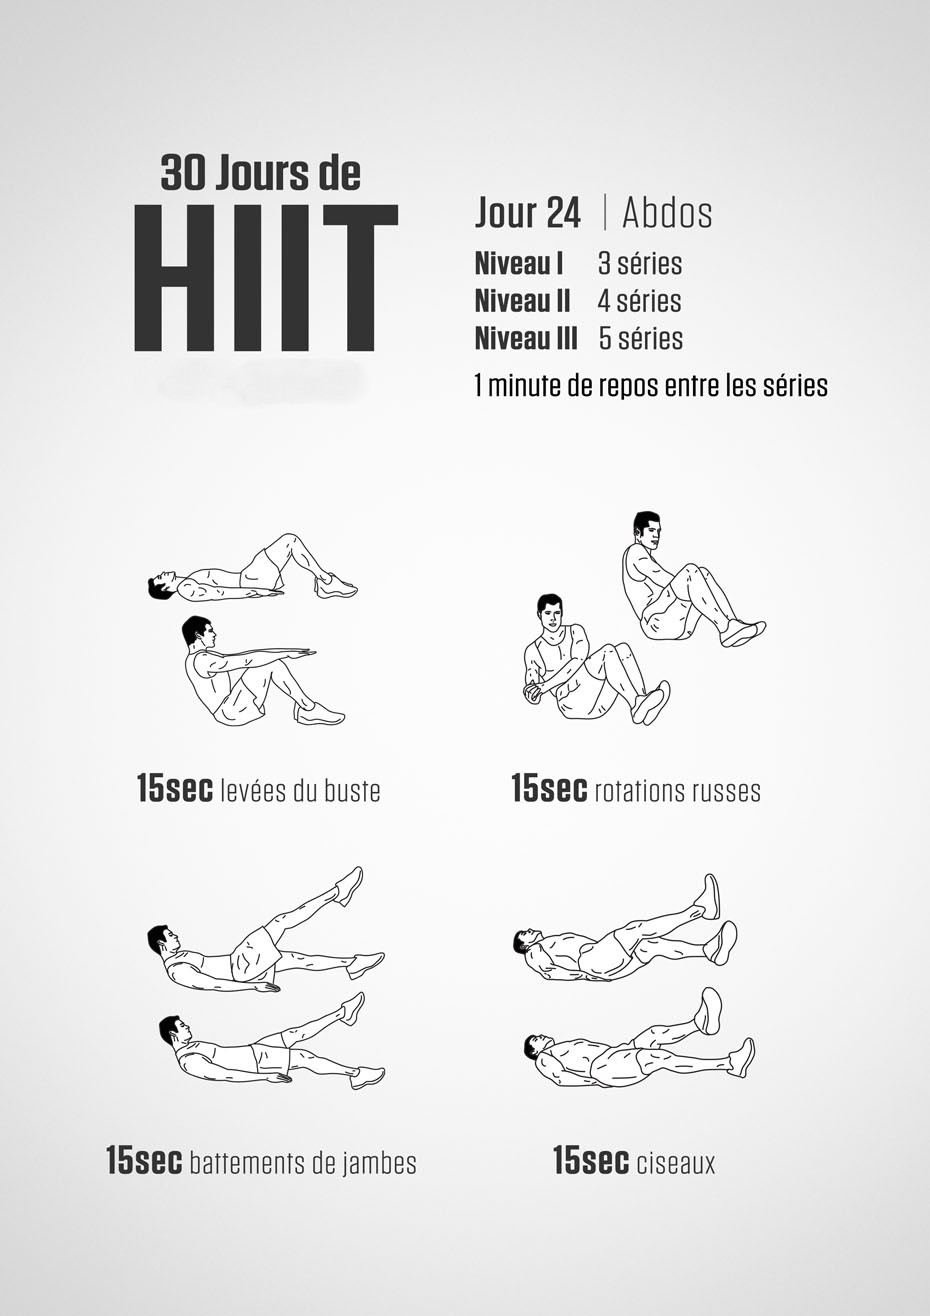 30 Jours de
HIIT
Jour 24 | Abdos
Niveau I 3 séries
Niveau II 4 séries
Niveau III 5 séries
1 minute de repos entre les séries
15sec levées du buste
15sec rotations russes
15sec battements de jambes
15sec ciseaux